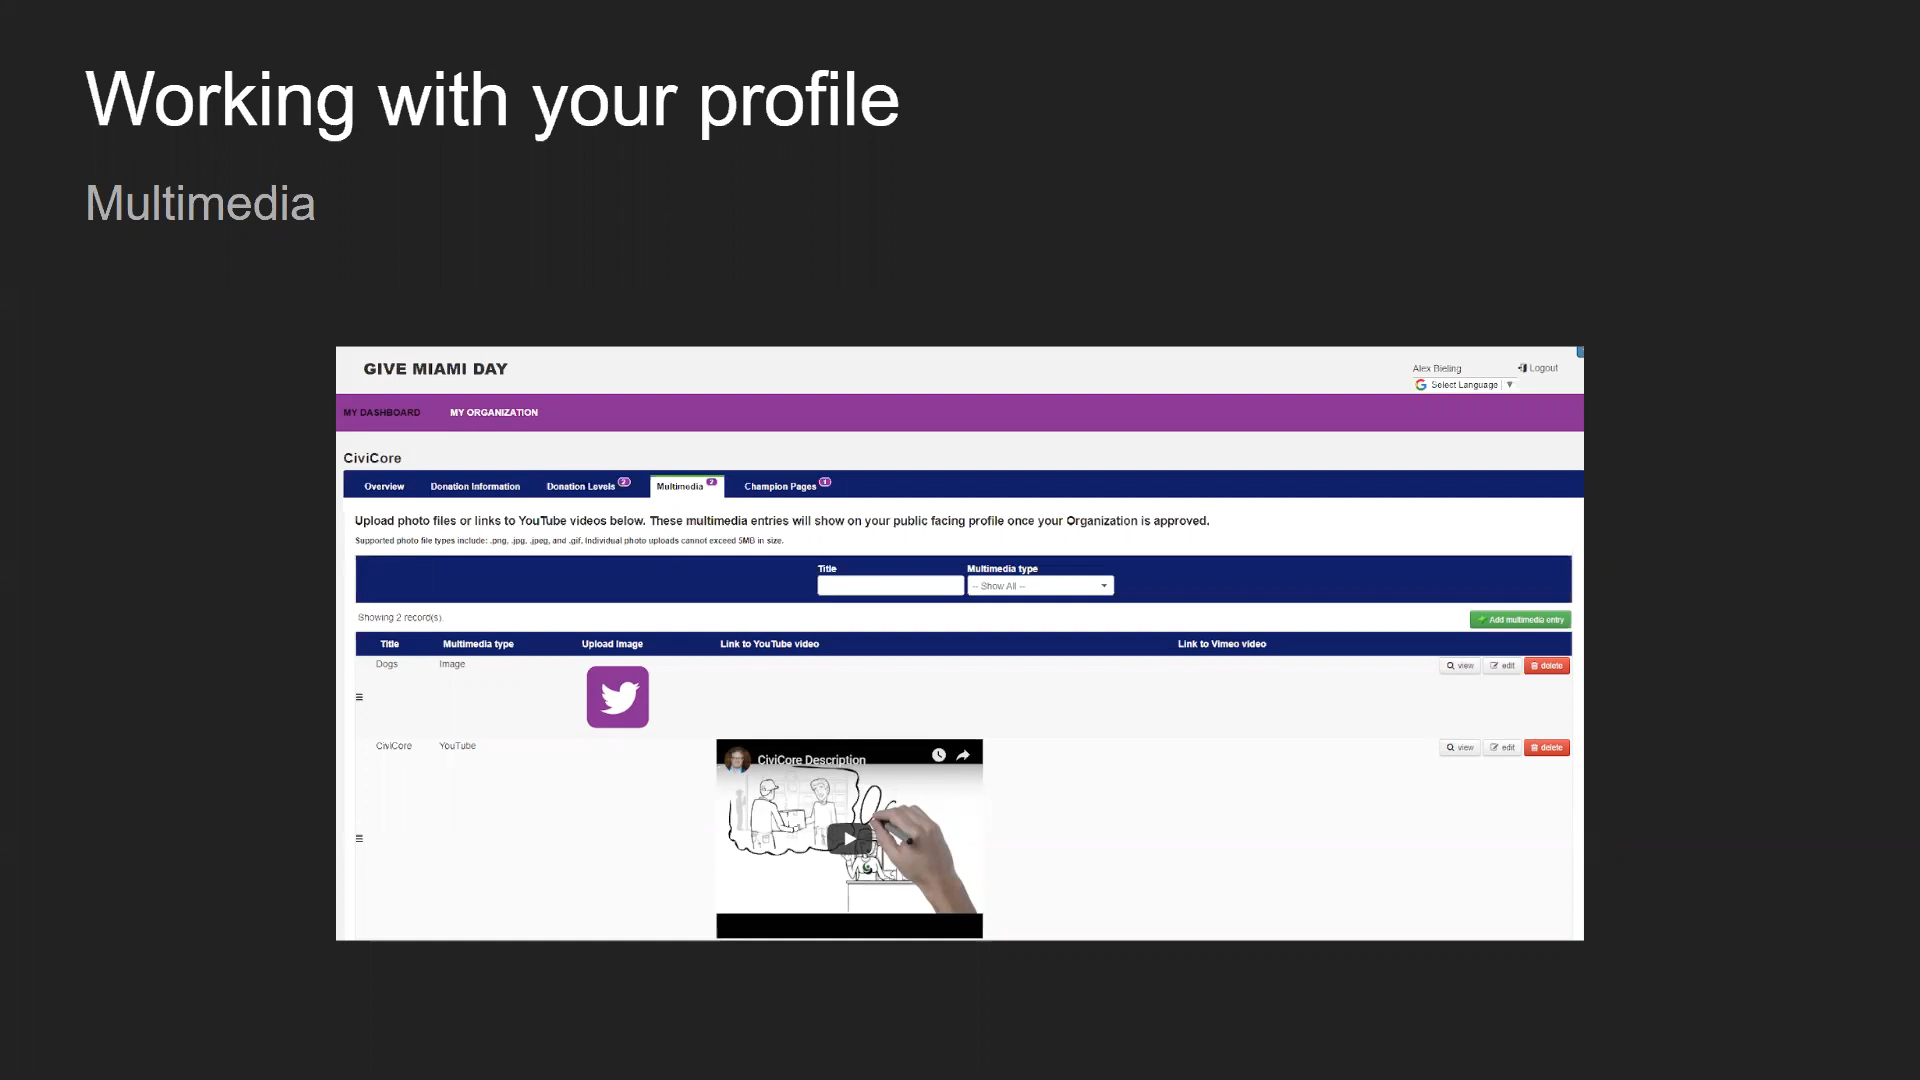 Working with your profile
Multimedia
GIVE MIAMI DAY
Alex Bieling
Logout
Select Language
MY DASHBOARD
MY ORGANIZATION
CiviCore
Overview
Donation Information
Donation Levels 2
Multimedia 2
Champion Pages 1
Upload photo files or links to YouTube videos below. These multimedia entries will show on your public facing profile once your Organization is approved.
Supported photo file types include: .png, .jpg, .jpeg, and .gif. Individual photo uploads cannot exceed 5MB in size.
Title
Multimedia type
-- Show All --
Showing 2 record(s).
Add multimedia entry
Title
Multimedia type
Upload Image
Link to YouTube video
Link to Vimeo video
Dogs
Image
view
edit
delete
CiviCore
YouTube
CiviCore Description
view
edit
delete